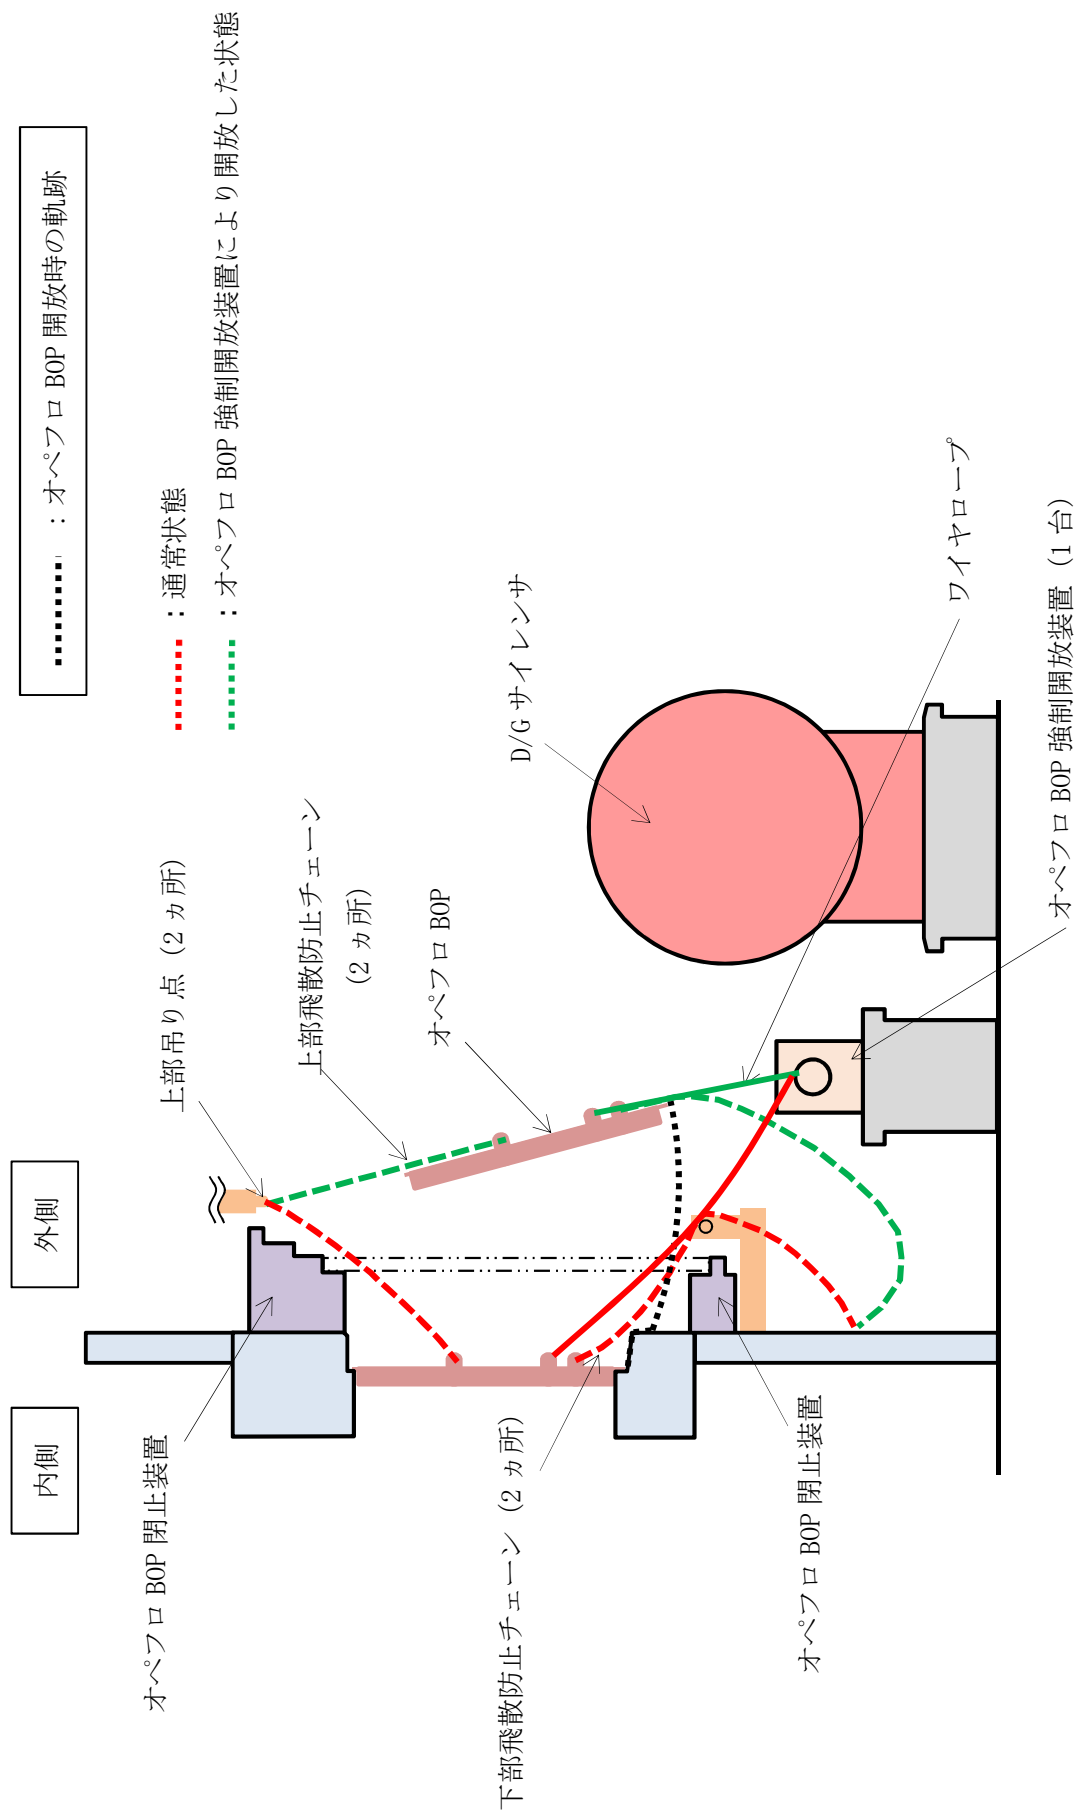 ：オペフロ BOP 開放時の軌跡
：通常状態
：オペフロ BOP 強制開放装置により開放した状態
内側
外側
オペフロ BOP 閉止装置
上部吊り点（2 ヵ所）
上部飛散防止チェーン
（2 ヵ所）
オペフロ BOP
D/G サイレンサ
下部飛散防止チェーン（2 ヵ所）
オペフロ BOP 閉止装置
ワイヤロープ
オペフロ BOP 強制開放装置（1 台）